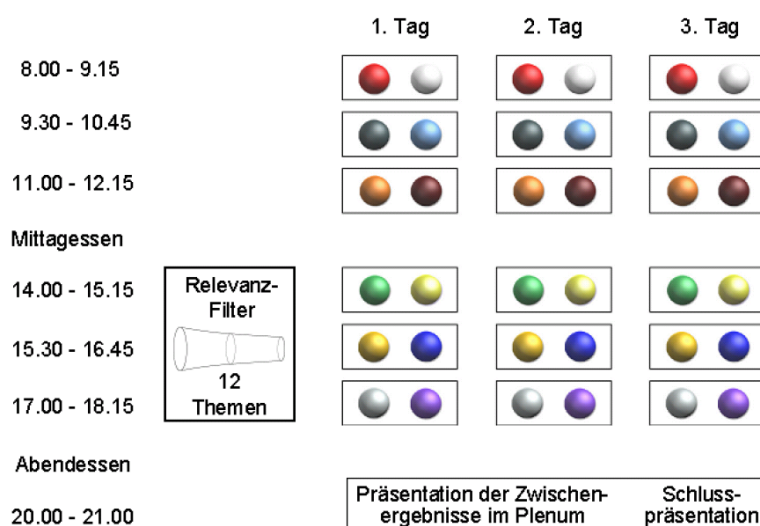 1. Tag 2. Tag 3. Tag
8.00 - 9.15
9.30 - 10.45
11.00 - 12.15
Mittagessen
14.00 - 15.15
15.30 - 16.45
17.00 - 18.15
Relevanz-
Filter
12
Themen
Abendessen
20.00 - 21.00
Präsentation der Zwischen-
ergebnisse im Plenum
Schluss-
präsentation